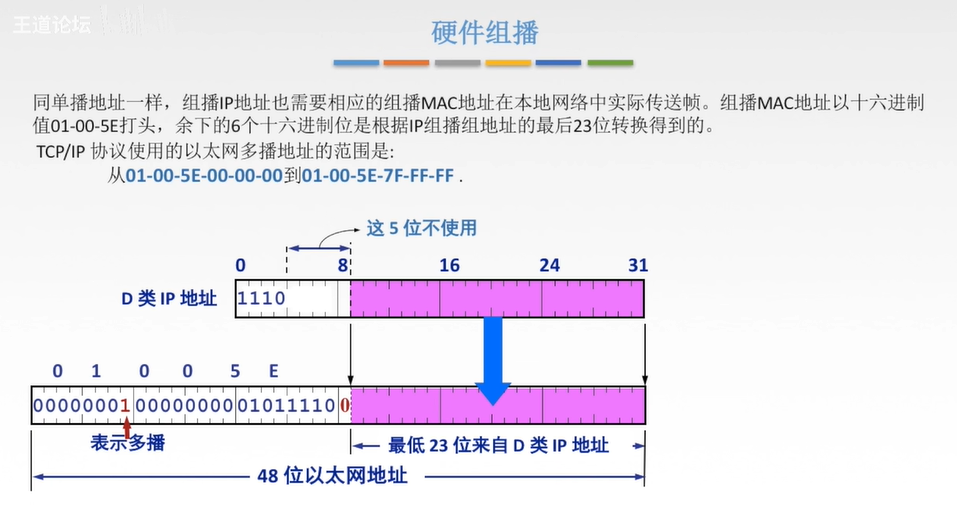 王道论坛
硬件组播
同单播地址一样，组播IP地址也需要相应的组播MAC地址在本地网络中实际传送帧。组播MAC地址以十六进制
值01-00-5E打头，余下的6个十六进制位是根据IP组播组地址的最后23位转换得到的。
TCP/IP 协议使用的以太网多播地址的范围是:
从01-00-5E-00-00-00到01-00-5E-7F-FF-FF .
这 5 位不使用
0 8 16 24 31
D 类 IP 地址 1110
0 1 0 0 5 E
00000001 00000000 01011110 0
表示多播
最低 23 位来自 D 类 IP 地址
48 位以太网地址